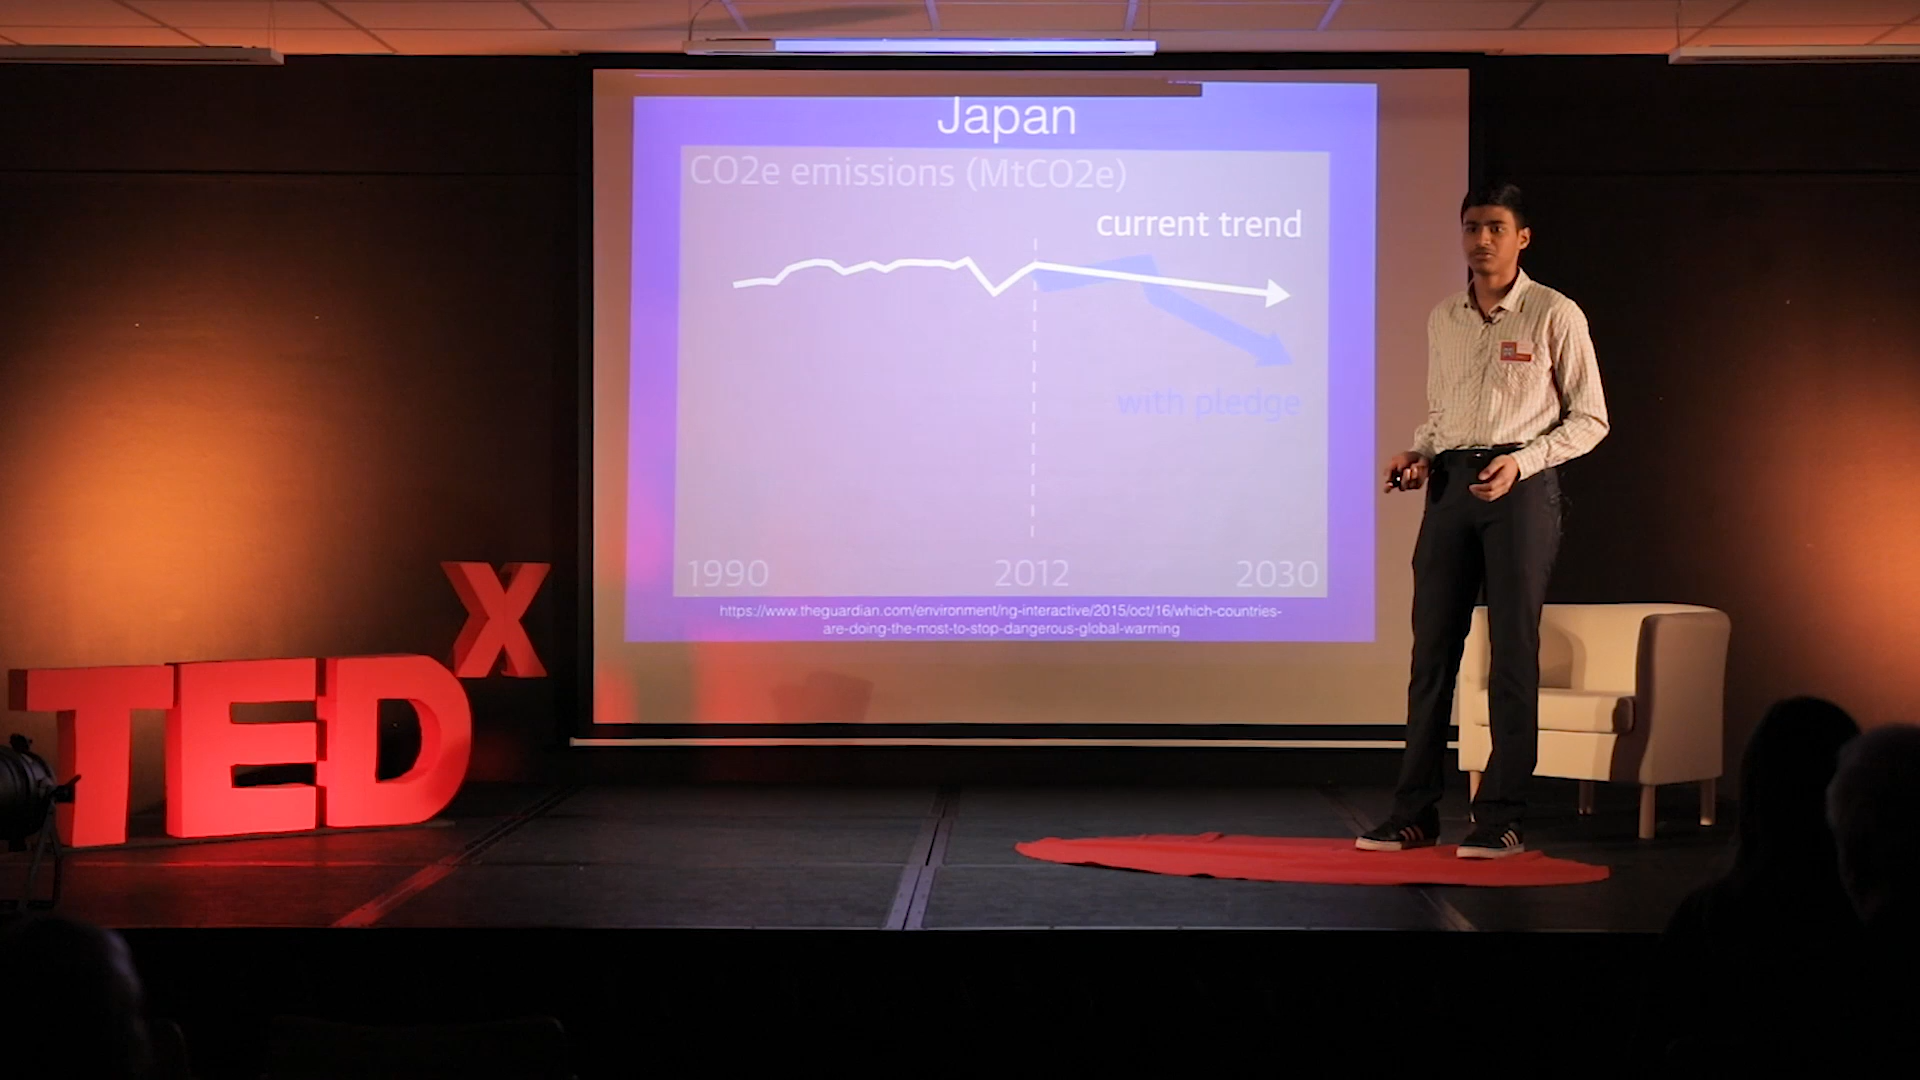 Japan
CO2e emissions (MtCO2e)
current trend
with pledge
1990 2012 2030
https://www.theguardian.com/environment/ng-interactive/2015/oct/16/which-countries-
are-doing-the-most-to-stop-dangerous-global-warming
TEDx